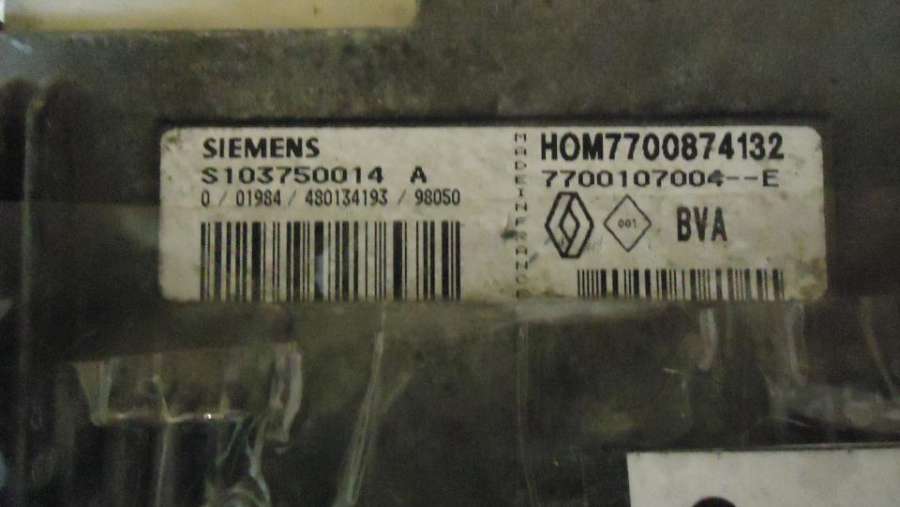 SIEMENS
S103750014 A
0 / 01984 / 480134193 / 98050
MADE IN FRANCE
HOM7700874132
7700107004--E
001
BVA